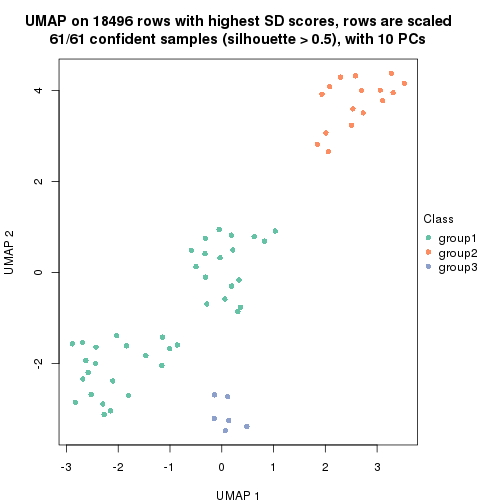 UMAP on 18496 rows with highest SD scores, rows are scaled
61/61 confident samples (silhouette > 0.5), with 10 PCs
4
2
0
-2
UMAP 2
Class
group1
group2
group3
-3 -2 -1 0 1 2 3
UMAP 1